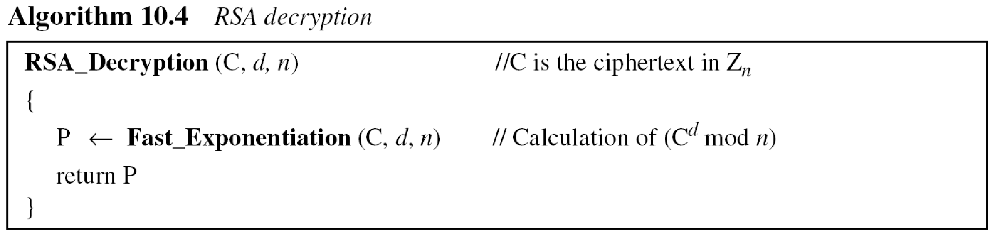 Algorithm 10.4 RSA decryption
RSA_Decryption (C, d, n) //C is the ciphertext in Zn
{
P ← Fast_Exponentiation (C, d, n) // Calculation of (C^d mod n)
return P
}